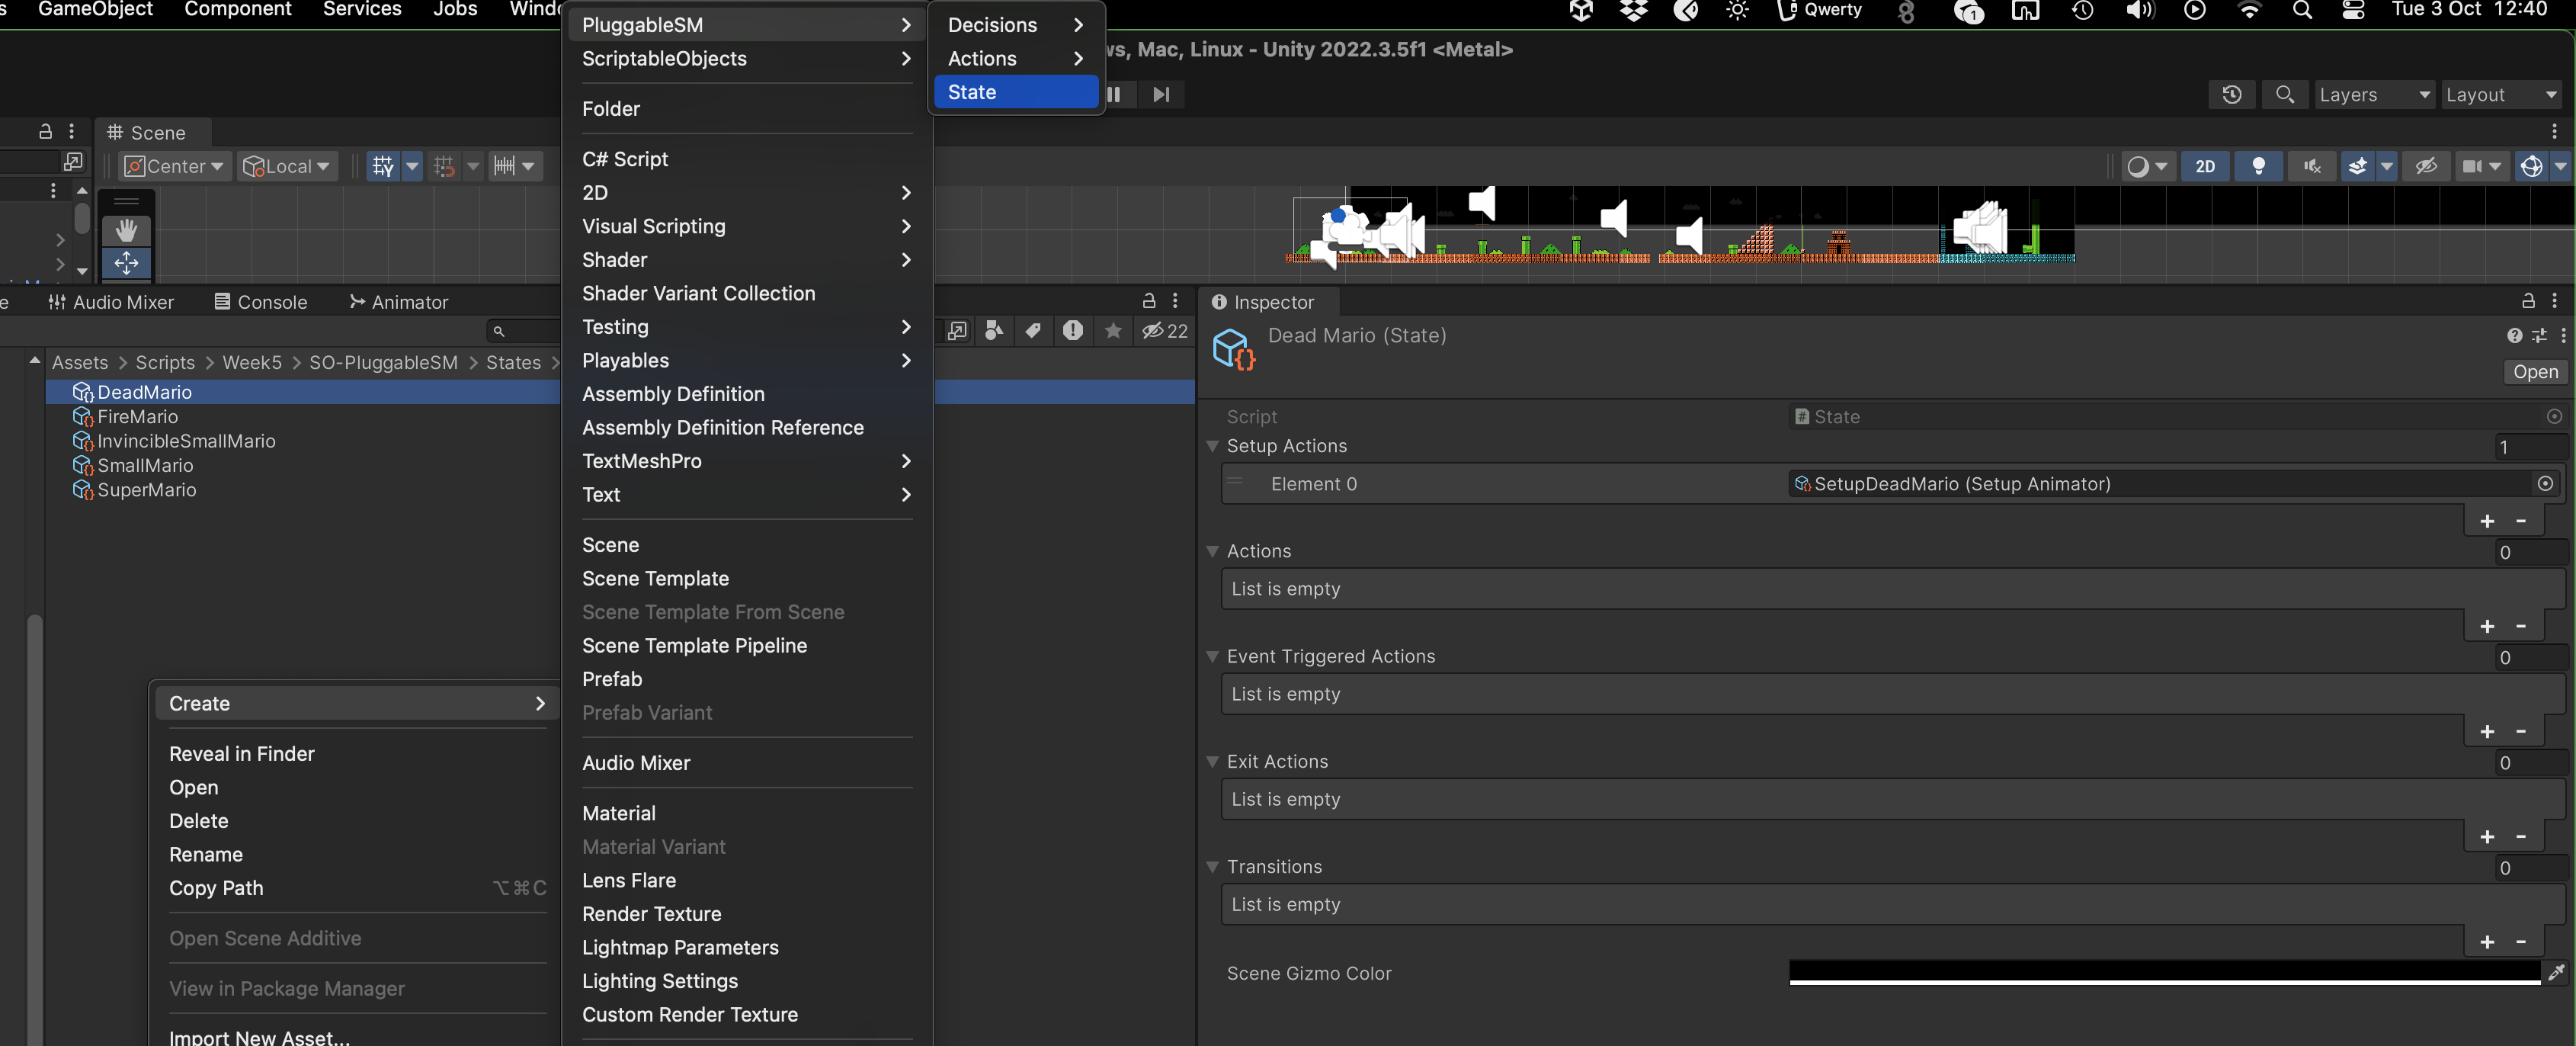 GameObject Component Services Jobs Windo
Qwerty
1
Tue 3 Oct 12:40
PluggableSM
ScriptableObjects
Folder
C# Script
2D
Visual Scripting
Shader
Shader Variant Collection
Testing
Playables
Assembly Definition
Assembly Definition Reference
TextMeshPro
Text
Scene
Scene Template
Scene Template From Scene
Scene Template Pipeline
Prefab
Prefab Variant
Audio Mixer
Material
Material Variant
Lens Flare
Render Texture
Lightmap Parameters
Lighting Settings
Custom Render Texture
Decisions
Actions
State
ws, Mac, Linux - Unity 2022.3.5f1 <Metal>
Layers
Layout
Scene
Center
Local
2D
e
Audio Mixer
Console
Animator
22
Assets > Scripts > Week5 > SO-PluggableSM > States >
DeadMario
FireMario
InvincibleSmallMario
SmallMario
SuperMario
Create
Reveal in Finder
Open
Delete
Rename
Copy Path ⌥⌘C
Open Scene Additive
View in Package Manager
Import New Asset...
Inspector
Dead Mario (State)
Open
Script State
Setup Actions 1
Element 0 SetupDeadMario (Setup Animator)
+ -
Actions 0
List is empty
+ -
Event Triggered Actions 0
List is empty
+ -
Exit Actions 0
List is empty
+ -
Transitions 0
List is empty
+ -
Scene Gizmo Color